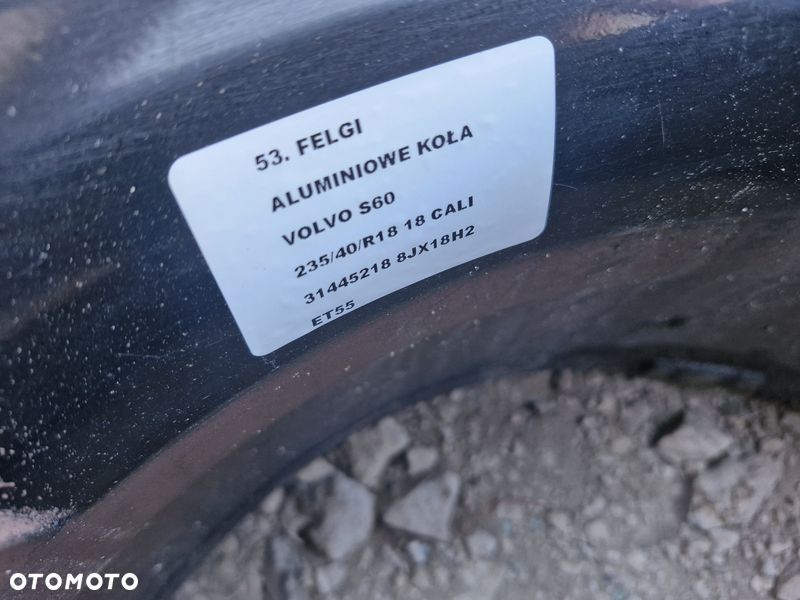 53. FELGI
ALUMINIOWE KOŁA
VOLVO S60
235/40/R18 18 CALI
31445218 8JX18H2
ET55
OTOMOTO